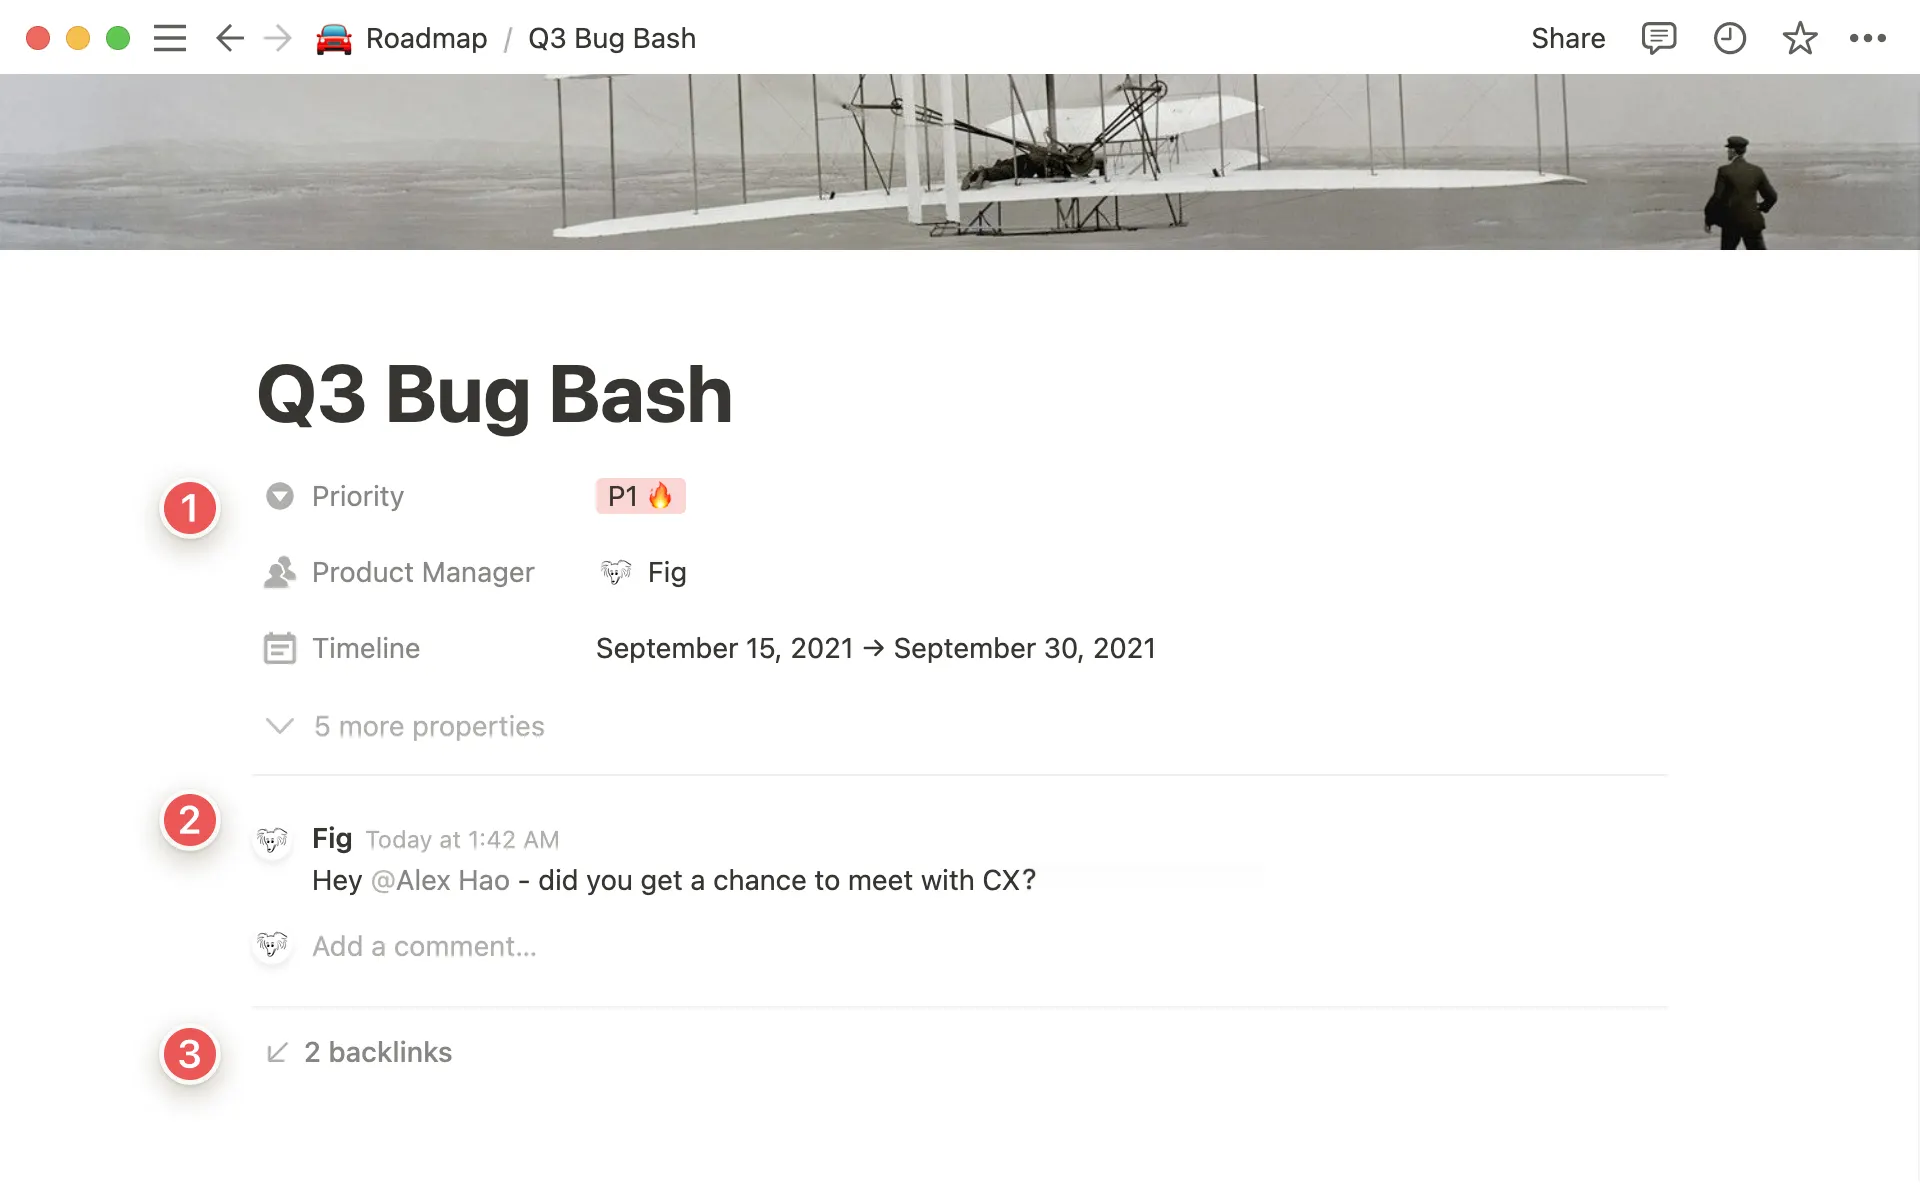 Roadmap / Q3 Bug Bash
Share
Q3 Bug Bash
1
Priority P1 🔥
Product Manager Fig
Timeline September 15, 2021 → September 30, 2021
5 more properties
2
Fig Today at 1:42 AM
Hey @Alex Hao - did you get a chance to meet with CX?
Add a comment...
3
2 backlinks